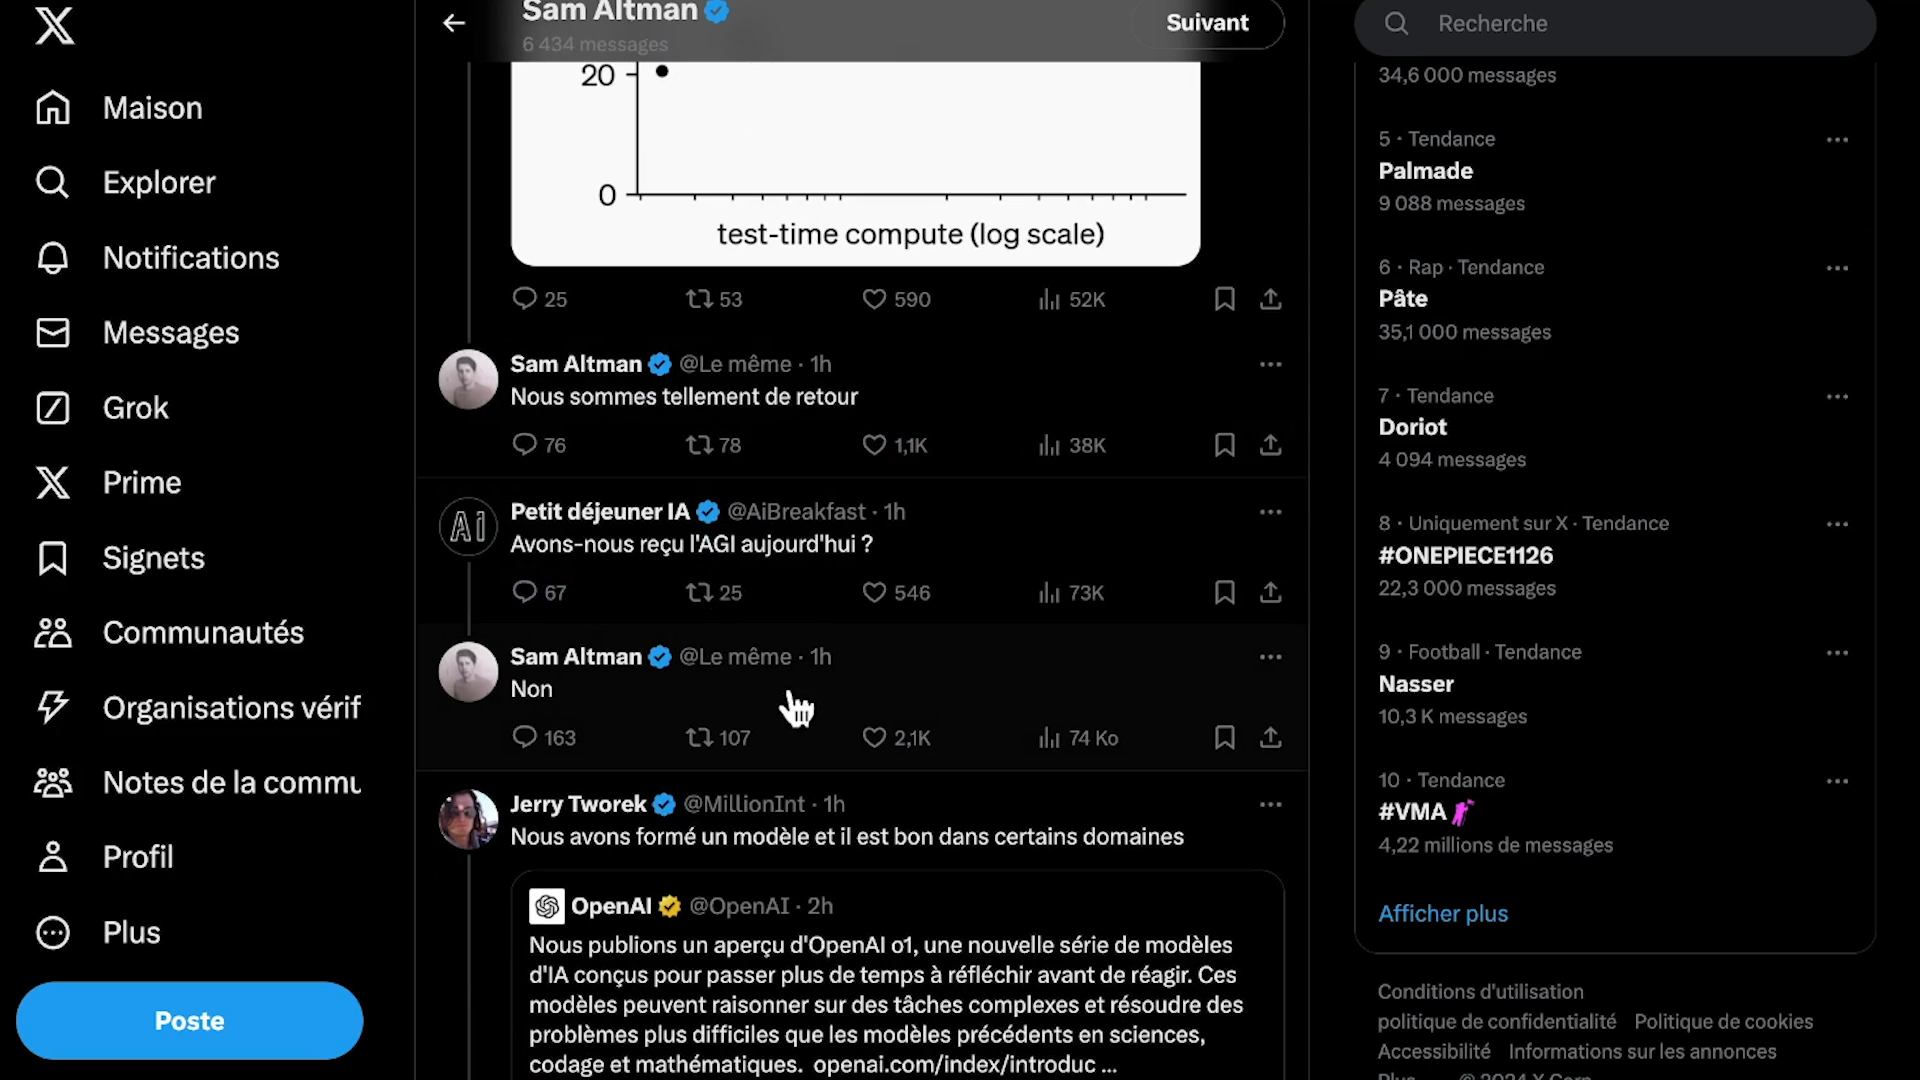 Maison
Explorer
Notifications
Messages
Grok
Prime
Signets
Communautés
Organisations vérif
Notes de la commu
Profil
Plus
Poste
Sam Altman
6 434 messages
Suivant
20
0
test-time compute (log scale)
25 53 590 52K
Sam Altman @Le même · 1h
Nous sommes tellement de retour
76 78 1,1K 38K
Petit déjeuner IA @AiBreakfast · 1h
Ai
Avons-nous reçu l'AGI aujourd'hui ?
67 25 546 73K
Sam Altman @Le même · 1h
Non
163 107 2,1K 74 Ko
Jerry Tworek @MillionInt · 1h
Nous avons formé un modèle et il est bon dans certains domaines
OpenAI @OpenAI · 2h
Nous publions un aperçu d'OpenAI o1, une nouvelle série de modèles
d'IA conçus pour passer plus de temps à réfléchir avant de réagir. Ces
modèles peuvent raisonner sur des tâches complexes et résoudre des
problèmes plus difficiles que les modèles précédents en sciences,
codage et mathématiques. openai.com/index/introduc ...
Recherche
34,6 000 messages
5 · Tendance
Palmade
9 088 messages
6 · Rap · Tendance
Pâte
35,1 000 messages
7 · Tendance
Doriot
4 094 messages
8 · Uniquement sur X · Tendance
#ONEPIECE1126
22,3 000 messages
9 · Football · Tendance
Nasser
10,3 K messages
10 · Tendance
#VMA
4,22 millions de messages
Afficher plus
Conditions d'utilisation
politique de confidentialité Politique de cookies
Accessibilité Informations sur les annonces
Plus ... © 2024 X Corp.